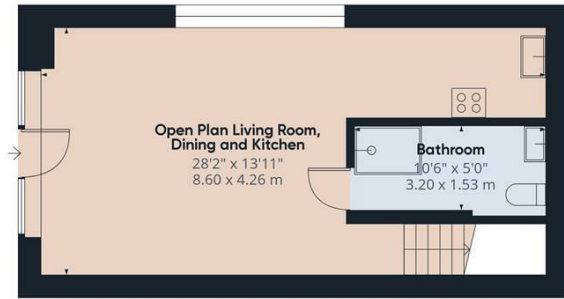 Open Plan Living Room,
Dining and Kitchen
28'2" x 13'11"
8.60 x 4.26 m
Bathroom
10'6" x 5'0"
3.20 x 1.53 m